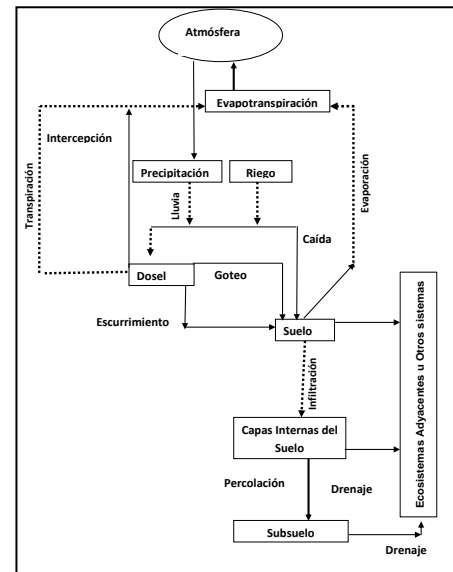 Atmósfera
Evapotranspiración
Intercepción
Transpiración
Precipitación
Riego
Evaporación
Lluvia
Caída
Dosel
Goteo
Escurrimiento
Suelo
Ecosistemas Adyacentes u Otros sistemas
Infiltración
Capas Internas del
Suelo
Percolación
Drenaje
Subsuelo
Drenaje